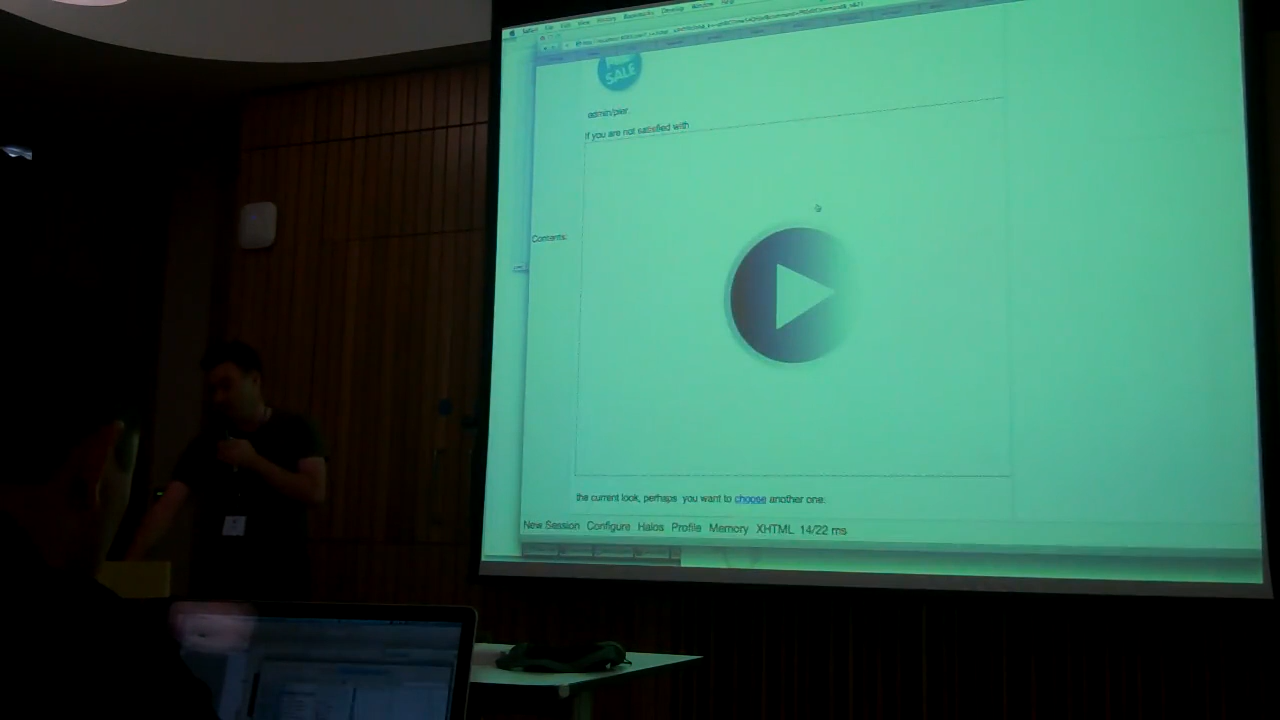 SALE
admin/pier
If you are not satisfied with
Contents:
the current look, perhaps you want to choose another one.
New Session Configure Halos Profile Memory XHTML 14/22 ms